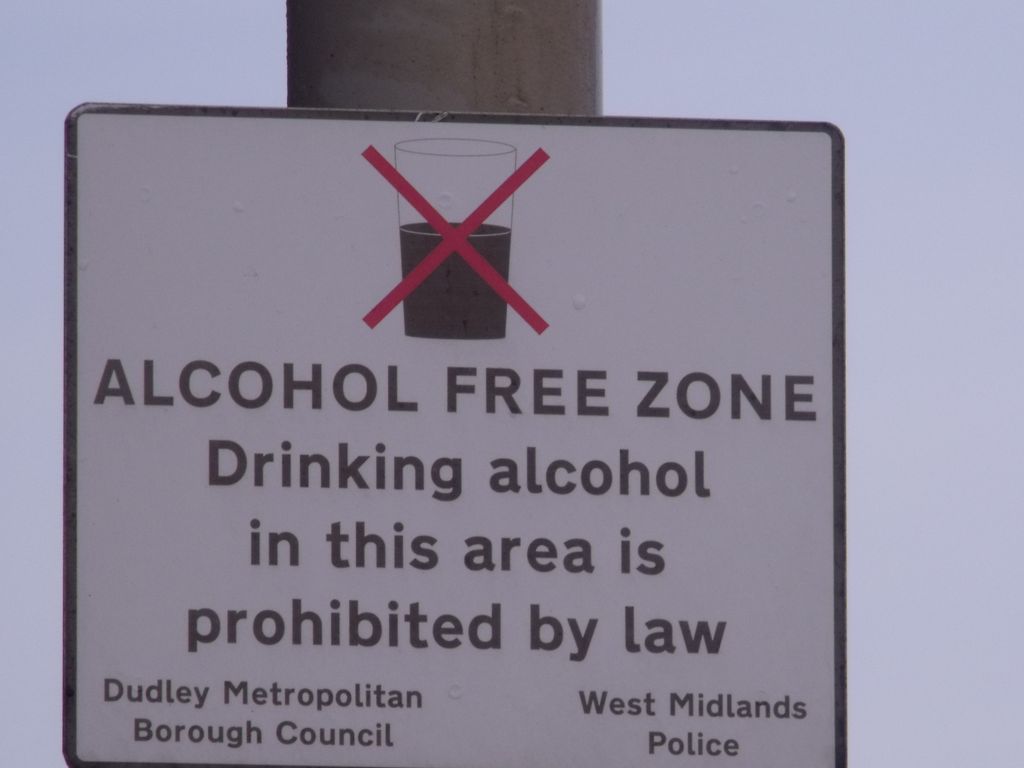 ALCOHOL FREE ZONE
Drinking alcohol
in this area is
prohibited by law
Dudley Metropolitan
Borough Council
West Midlands
Police